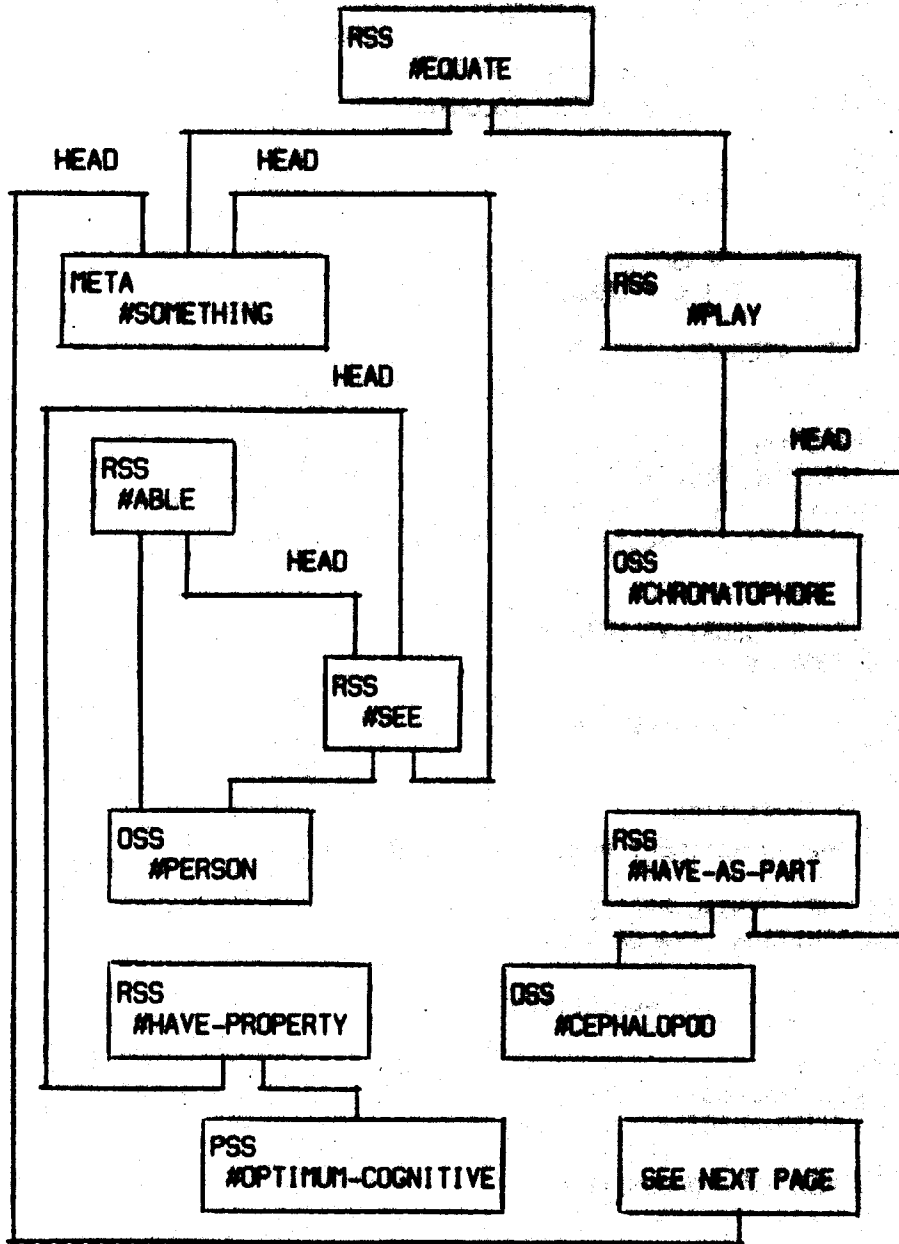 RSS
#EQUATE
HEAD
HEAD
META
#SOMETHING
RSS
#PLAY
HEAD
HEAD
RSS
#ABLE
HEAD
OSS
#CHROMATOPHORE
RSS
#SEE
OSS
#PERSON
RSS
#HAVE-AS-PART
RSS
#HAVE-PROPERTY
OSS
#CEPHALOPOD
PSS
#OPTIMUM-COGNITIVE
SEE NEXT PAGE